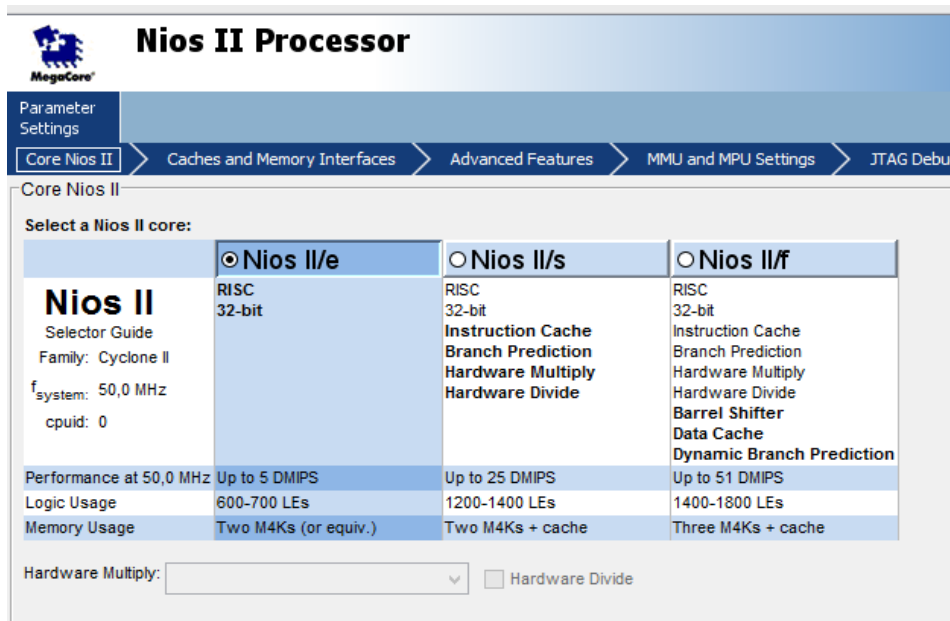 Nios II Processor
MegaCore®
Parameter
Settings
Core Nios II
Caches and Memory Interfaces
Advanced Features
MMU and MPU Settings
JTAG Debu
Core Nios II
Select a Nios II core:
Nios II/e
Nios II/s
Nios II/f
Nios II
Selector Guide
Family: Cyclone II
fsystem: 50,0 MHz
cpuid: 0
RISC
32-bit
RISC
32-bit
Instruction Cache
Branch Prediction
Hardware Multiply
Hardware Divide
RISC
32-bit
Instruction Cache
Branch Prediction
Hardware Multiply
Hardware Divide
Barrel Shifter
Data Cache
Dynamic Branch Prediction
Performance at 50,0 MHz Up to 5 DMIPS Up to 25 DMIPS Up to 51 DMIPS
Logic Usage 600-700 LEs 1200-1400 LEs 1400-1800 LEs
Memory Usage Two M4Ks (or equiv.) Two M4Ks + cache Three M4Ks + cache
Hardware Multiply: Hardware Divide